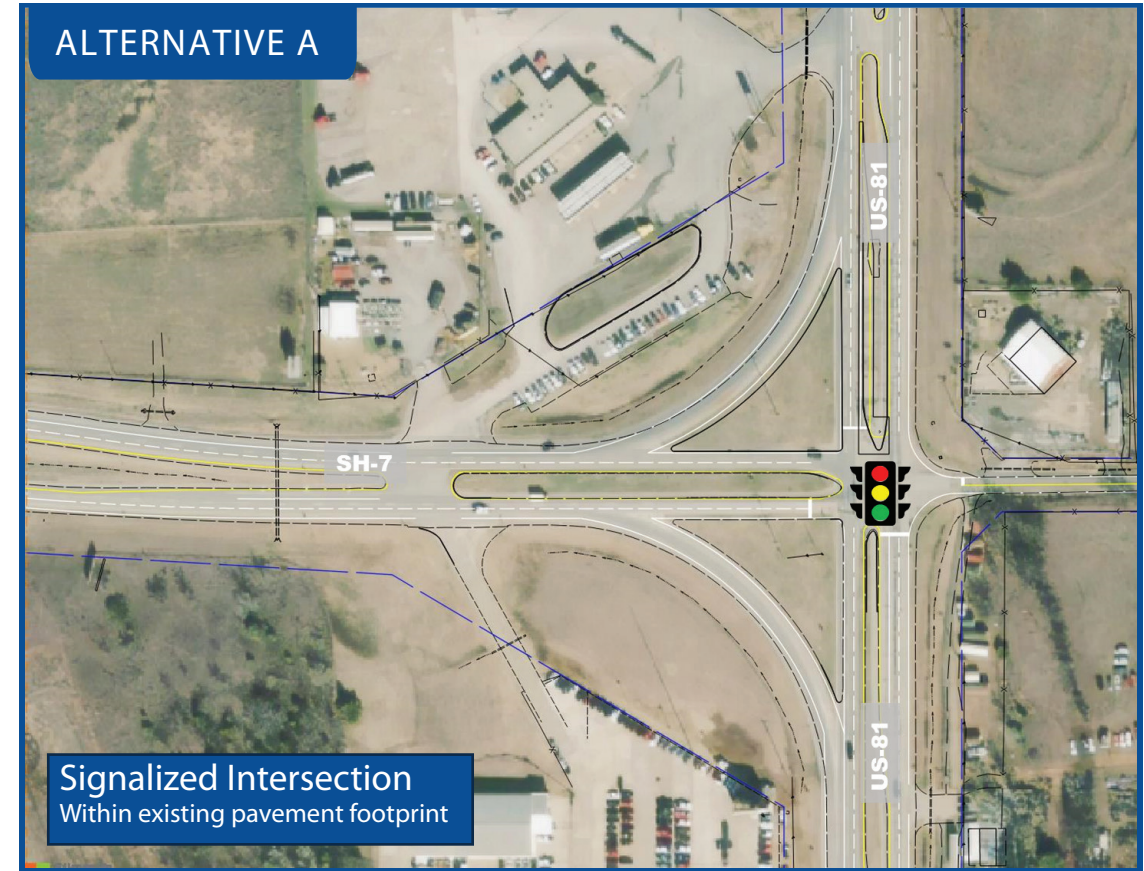 ALTERNATIVE A
US-81
SH-7
US-81
Signalized Intersection
Within existing pavement footprint